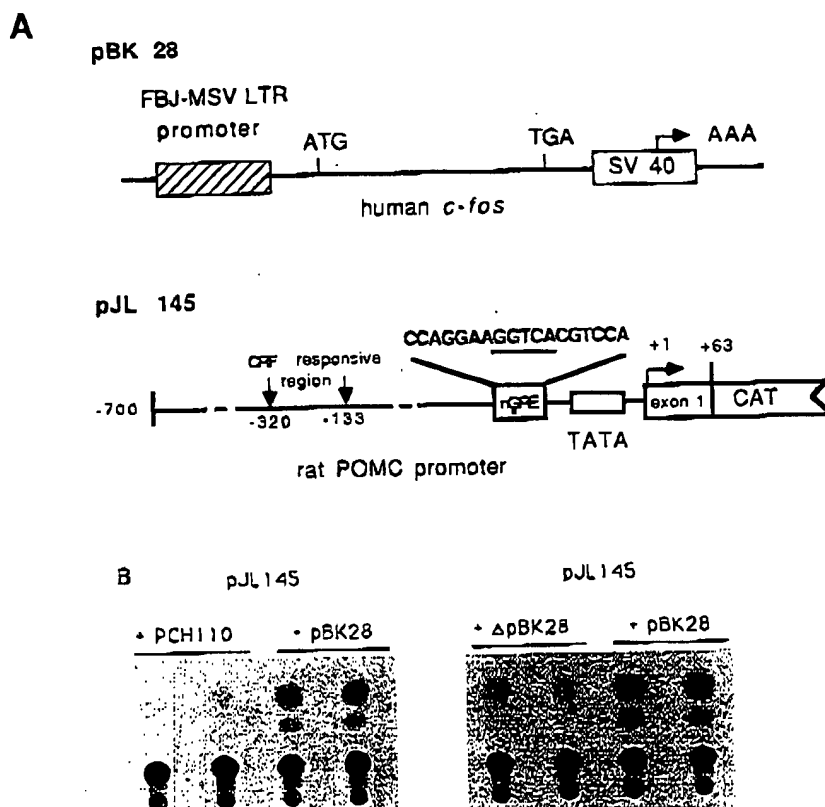 A
pBK 28
FBJ-MSV LTR
promoter
ATG
TGA
AAA
SV 40
human c-fos
pJL 145
CCAGGAAGGTCACGTCCA
CRF responsive
region
+1
+63
-700
-320
-133
nGRE
exon 1
CAT
TATA
rat POMC promoter
B
pJL145
pJL145
+ PCH110
+ pBK28
+ ΔpBK28
+ pBK28